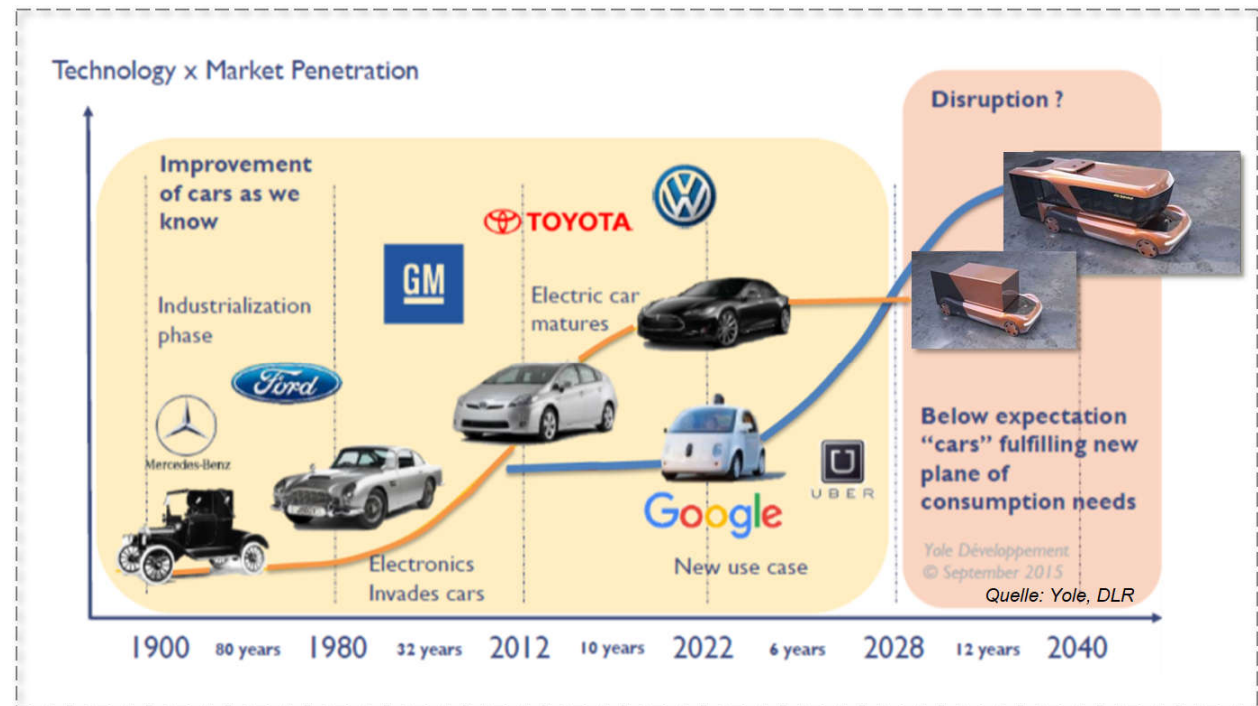 Technology x Market Penetration
Disruption ?
Improvement
of cars as we
know
Industrialization
phase
Mercedes-Benz
Ford
GM
TOYOTA
Electric car
matures
Electronics
Invades cars
Google
New use case
U
UBER
Below expectation
“cars” fulfilling new
plane of
consumption needs
Yole Développement
© September 2015
Quelle: Yole, DLR
1900 80 years 1980 32 years 2012 10 years 2022 6 years 2028 12 years 2040